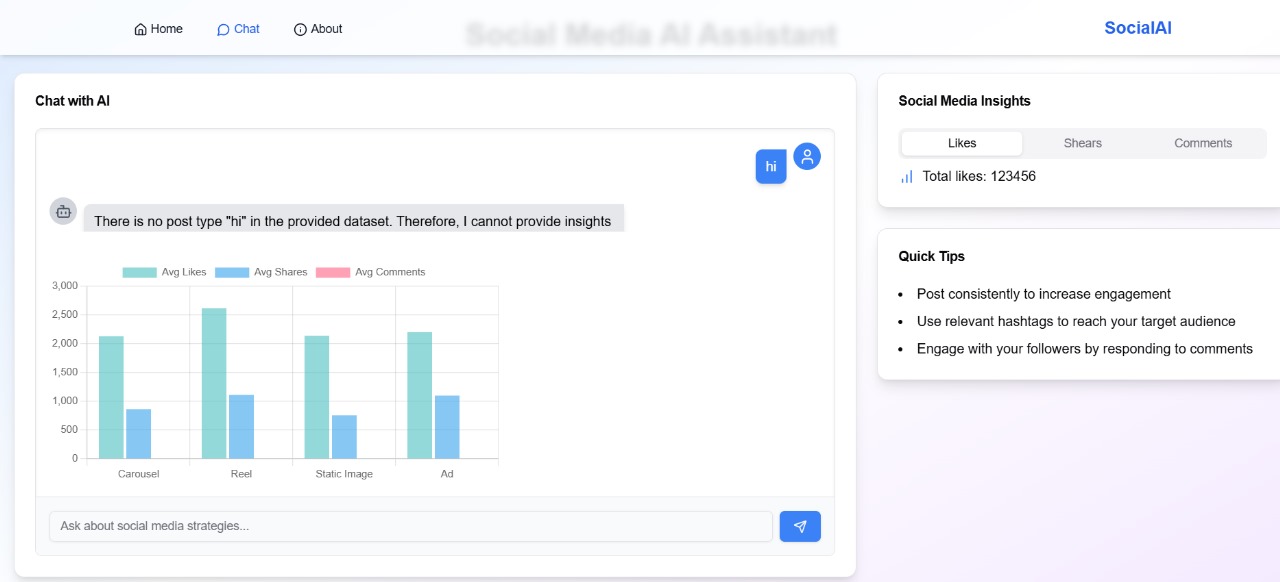 Home
Chat
About
Social Media AI Assistant
SocialAI
Chat with AI
hi
There is no post type "hi" in the provided dataset. Therefore, I cannot provide insights
Avg Likes
Avg Shares
Avg Comments
3,000
2,500
2,000
1,500
1,000
500
0
Carousel
Reel
Static Image
Ad
Ask about social media strategies...
Social Media Insights
Likes
Shears
Comments
Total likes: 123456
Quick Tips
Post consistently to increase engagement
Use relevant hashtags to reach your target audience
Engage with your followers by responding to comments